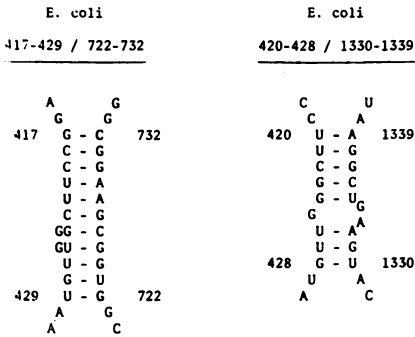 E. coli E. coli
417-429 / 722-732 420-428 / 1330-1339
A G C U
G G C A
417 G - C 732 420 U - A 1339
C - G U - G
C - G C - G
U - A G - C
U - A G - U
G
C - G G
A
GG - C U - A
GU - G U - G
U - G 428 G - U 1330
G - U U A
429 U - G 722 A C
A G
A C